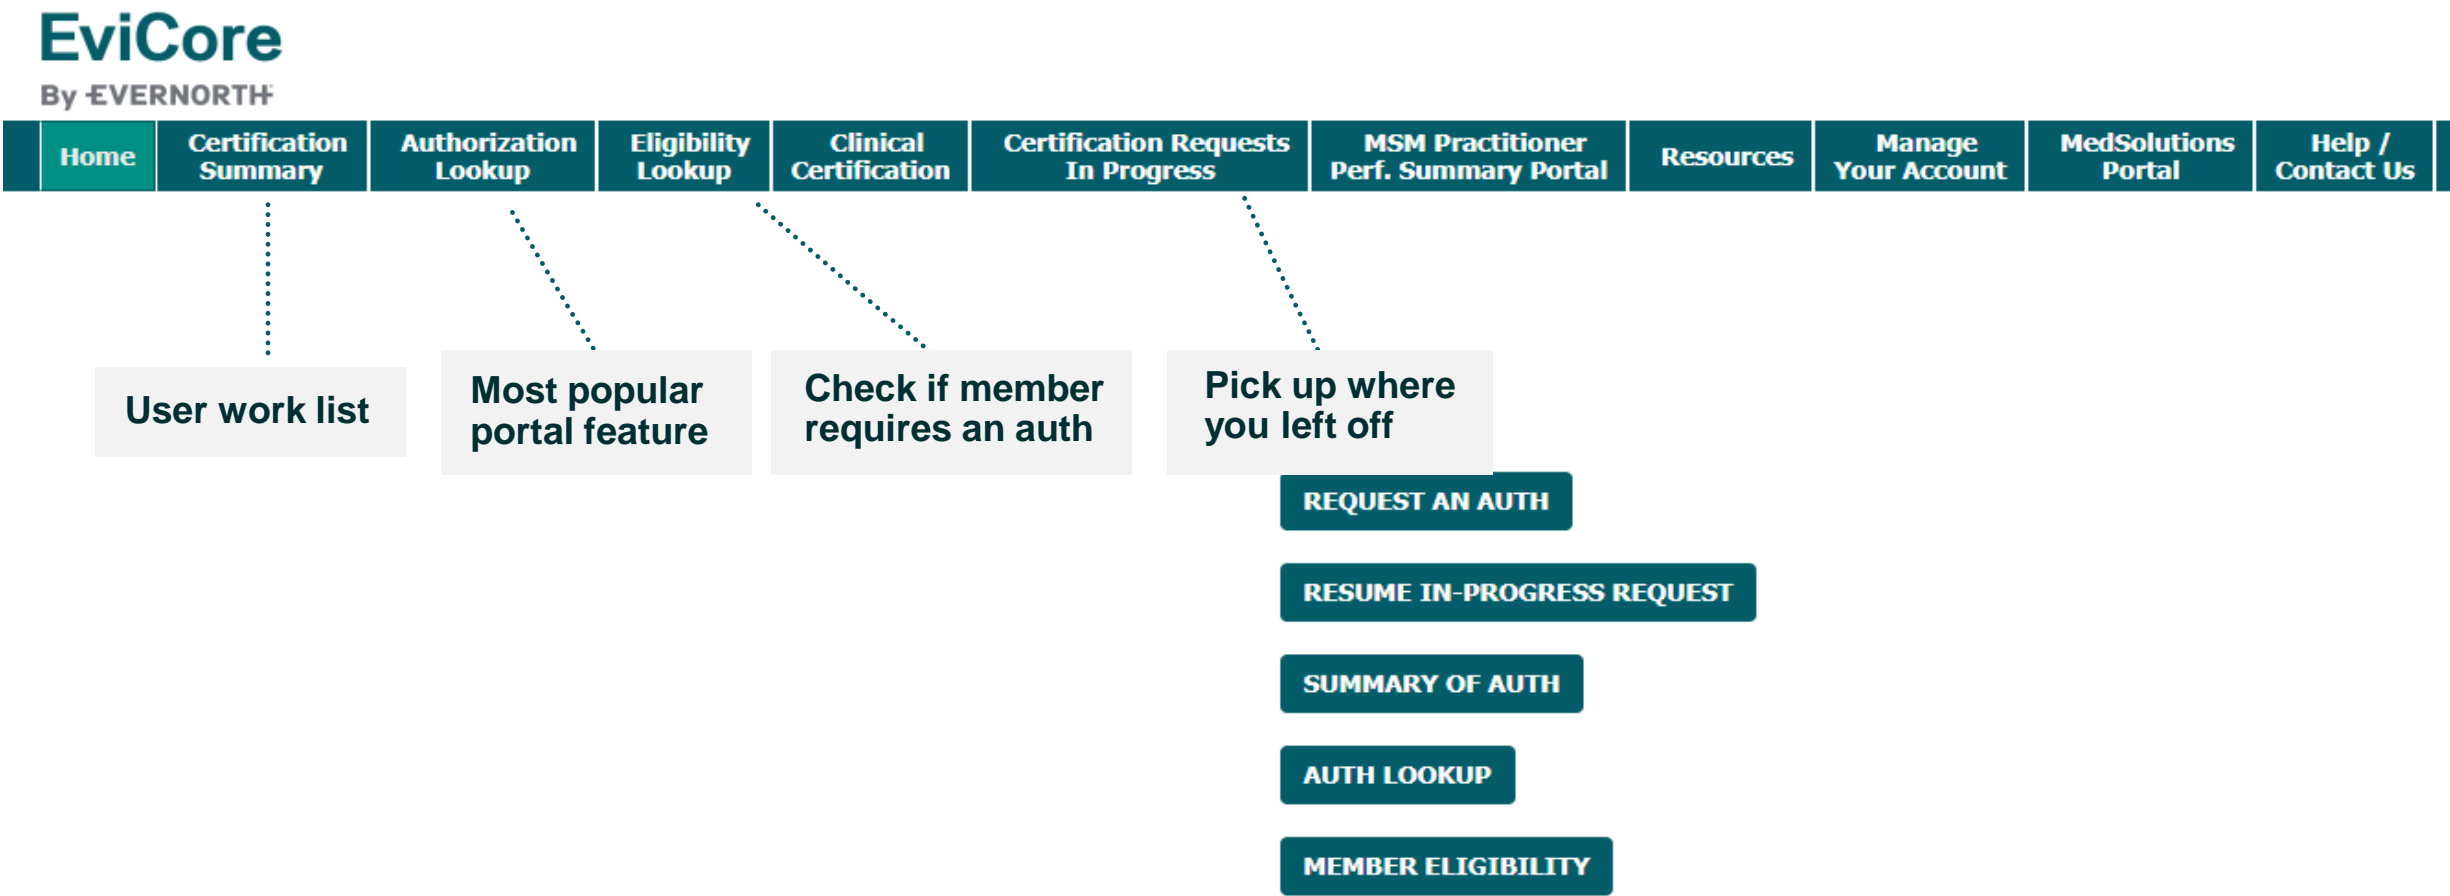 EviCore
By EVERNORTH
Home
Certification
Summary
Authorization
Lookup
Eligibility
Lookup
Clinical
Certification
Certification Requests
In Progress
MSM Practitioner
Perf. Summary Portal
Resources
Manage
Your Account
MedSolutions
Portal
Help /
Contact Us
User work list
Most popular
portal feature
Check if member
requires an auth
Pick up where
you left off
REQUEST AN AUTH
RESUME IN-PROGRESS REQUEST
SUMMARY OF AUTH
AUTH LOOKUP
MEMBER ELIGIBILITY